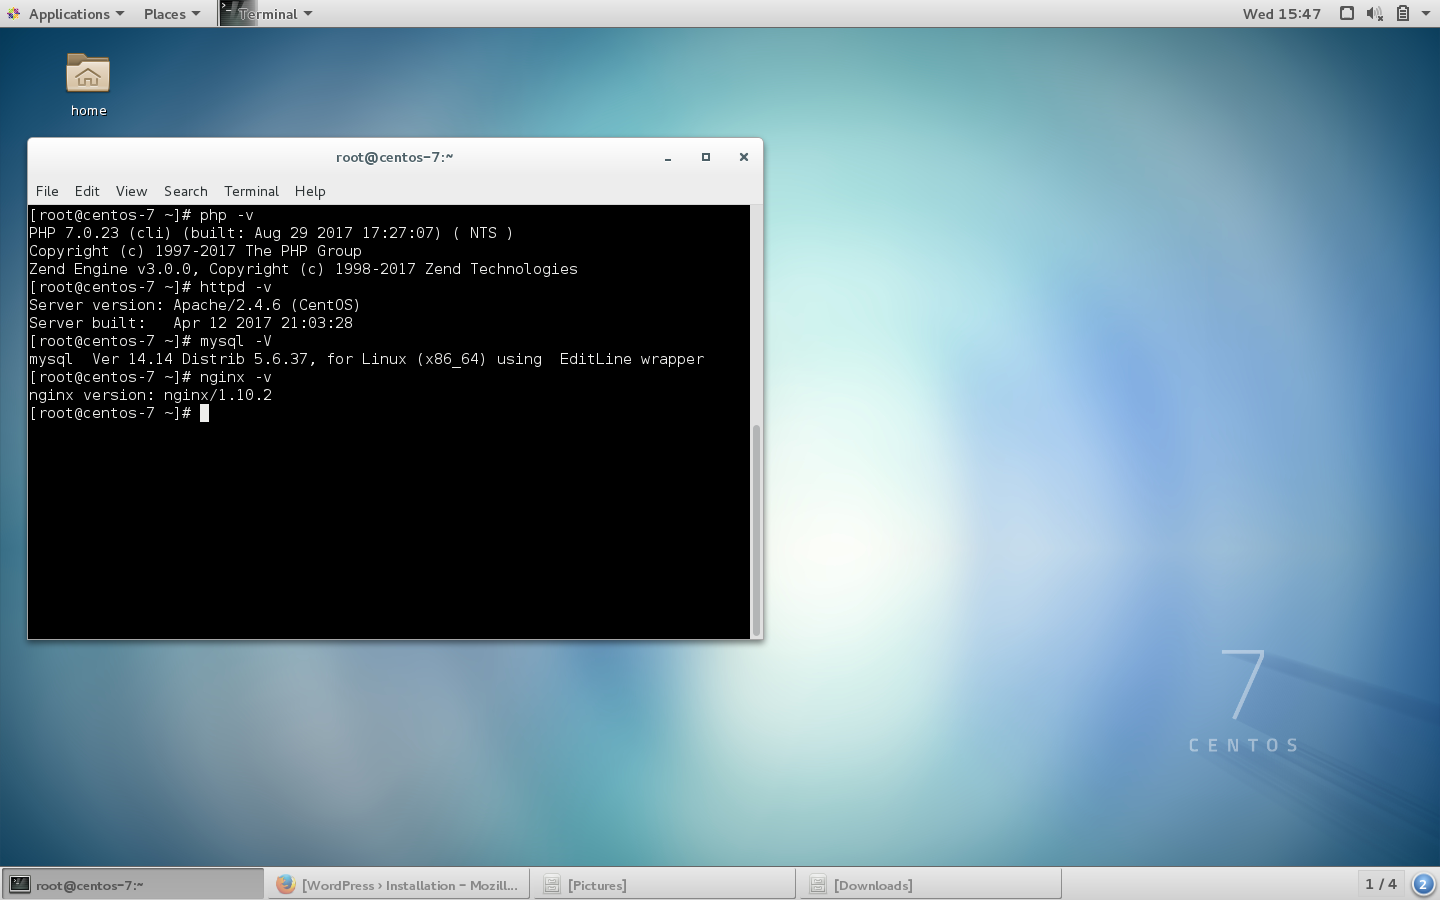 Applications Places Terminal Wed 15:47
home
root@centos-7:~
File Edit View Search Terminal Help
[root@centos-7 ~]# php -v
PHP 7.0.23 (cli) (built: Aug 29 2017 17:27:07) ( NTS )
Copyright (c) 1997-2017 The PHP Group
Zend Engine v3.0.0, Copyright (c) 1998-2017 Zend Technologies
[root@centos-7 ~]# httpd -v
Server version: Apache/2.4.6 (CentOS)
Server built:   Apr 12 2017 21:03:28
[root@centos-7 ~]# mysql -V
mysql  Ver 14.14 Distrib 5.6.37, for Linux (x86_64) using  EditLine wrapper
[root@centos-7 ~]# nginx -v
nginx version: nginx/1.10.2
[root@centos-7 ~]#
7
CENTOS
root@centos-7:~ [WordPress › Installation – Mozill... [Pictures] [Downloads] 1 / 4 2